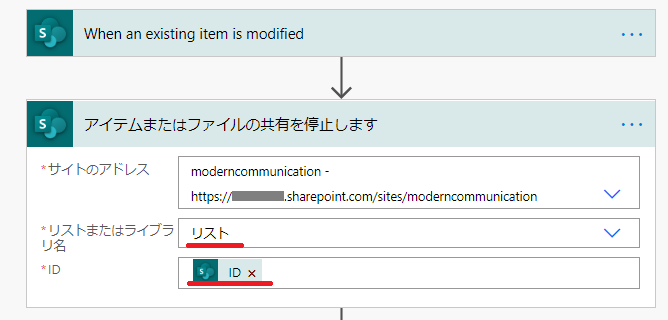 When an existing item is modified
アイテムまたはファイルの共有を停止します
*サイトのアドレス
moderncommunication -
https://.sharepoint.com/sites/moderncommunication
*リストまたはライブラ
リ名
リスト
*ID
ID ×